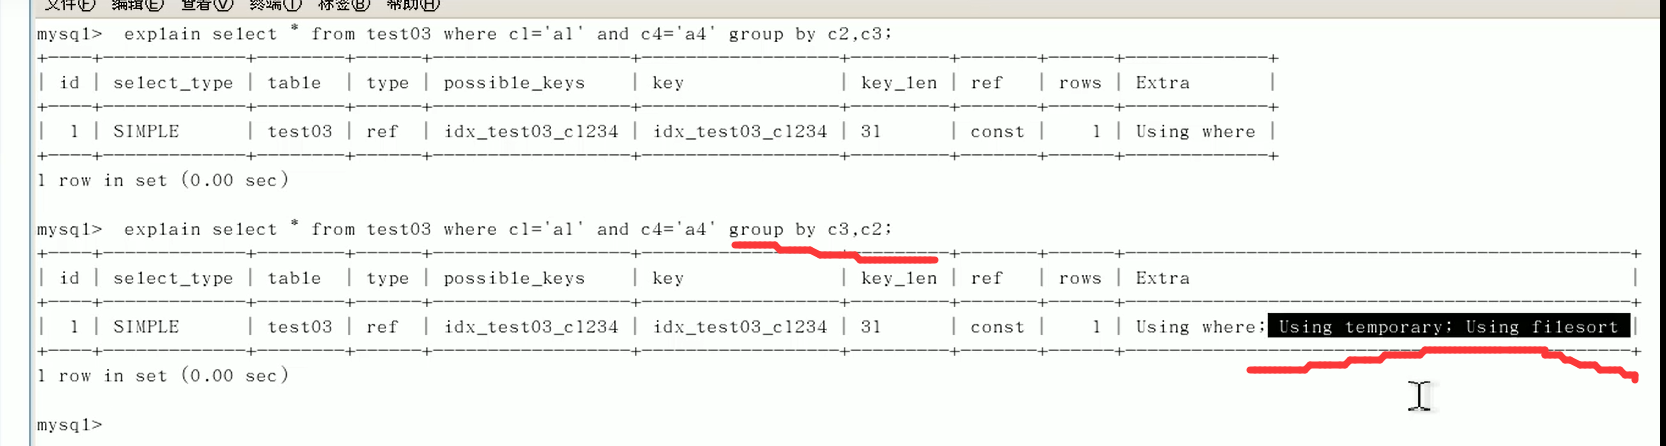 文件(F) 编辑(E) 查看(V) 终端(T) 标签(B) 帮助(H)
mysql>  explain select * from test03 where c1='a1' and c4='a4' group by c2,c3;
+----+-------------+--------+------+-----------------+-----------------+---------+-------+------+-------------+
| id | select_type | table | type | possible_keys | key | key_len | ref | rows | Extra |
+----+-------------+--------+------+-----------------+-----------------+---------+-------+------+-------------+
| 1 | SIMPLE | test03 | ref | idx_test03_c1234 | idx_test03_c1234 | 31 | const | 1 | Using where |
+----+-------------+--------+------+-----------------+-----------------+---------+-------+------+-------------+
1 row in set (0.00 sec)
mysql>  explain select * from test03 where c1='a1' and c4='a4' group by c3,c2;
+----+-------------+--------+------+-----------------+-----------------+---------+-------+------+----------------------------------------------+
| id | select_type | table | type | possible_keys | key | key_len | ref | rows | Extra |
+----+-------------+--------+------+-----------------+-----------------+---------+-------+------+----------------------------------------------+
| 1 | SIMPLE | test03 | ref | idx_test03_c1234 | idx_test03_c1234 | 31 | const | 1 | Using where; Using temporary; Using filesort |
+----+-------------+--------+------+-----------------+-----------------+---------+-------+------+----------------------------------------------+
1 row in set (0.00 sec)
mysql>